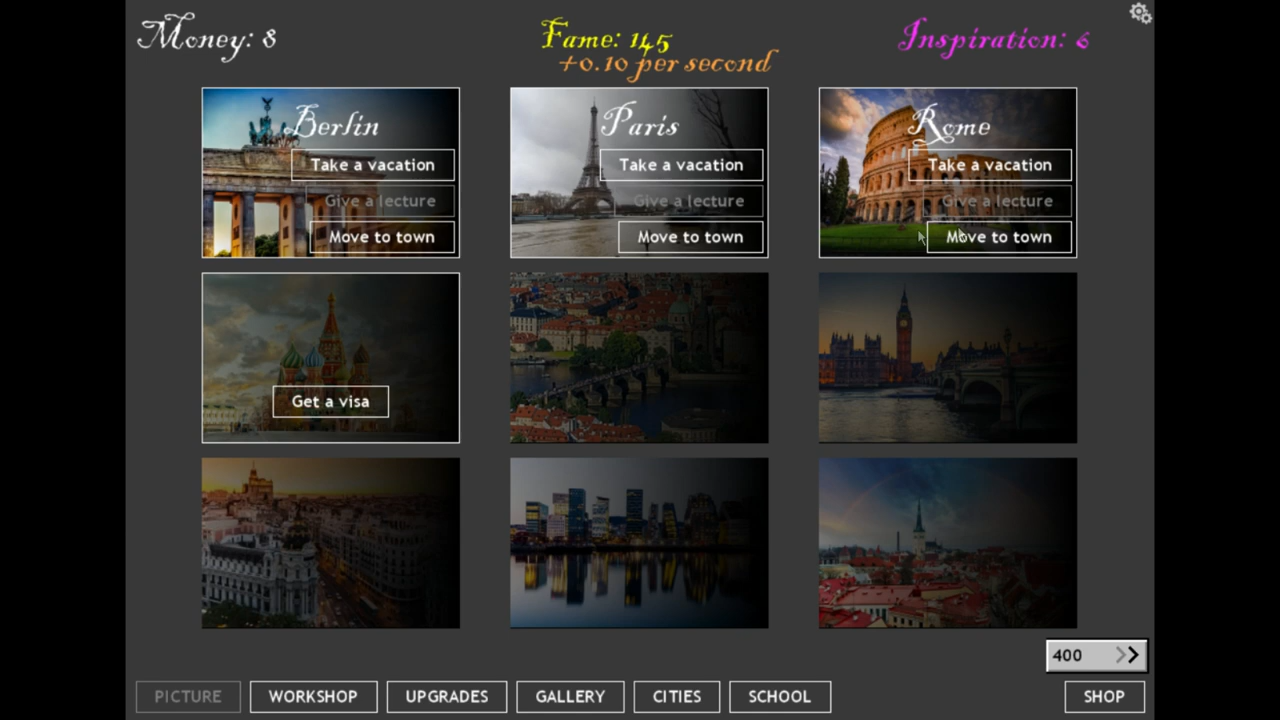 Money: 8
Fame: 145
+0.10 per second
Inspiration: 6
Berlin
Take a vacation
Give a lecture
Move to town
Paris
Take a vacation
Give a lecture
Move to town
Rome
Take a vacation
Give a lecture
Move to town
Get a visa
400
PICTURE
WORKSHOP
UPGRADES
GALLERY
CITIES
SCHOOL
SHOP